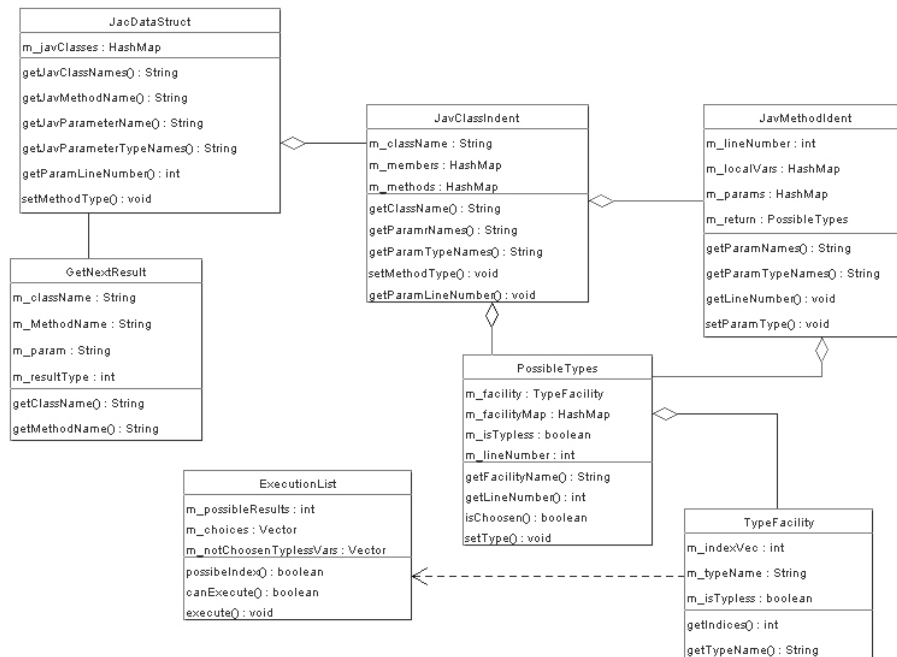 JacDataStruct
m_javClasses : HashMap
getJavClassNames() : String
getJavMethodName() : String
getJavParameterName() : String
getJavParameterTypeNames() : String
getParamLineNumber() : int
setMethodType() : void
JavClassIndent
m_className : String
m_members : HashMap
m_methods : HashMap
getClassName() : String
getParamrNames() : String
getParamTypeNames() : String
setMethodType() : void
getParamLineNumber() : void
JavMethodIdent
m_lineNumber : int
m_localVars : HashMap
m_params : HashMap
m_return : PossibleTypes
getParamNames() : String
getParamTypeNames() : String
getLineNumber() : void
setParamType() : void
GetNextResult
m_className : String
m_MethodName : String
m_param : String
m_resultType : int
getClassName() : String
getMethodName() : String
PossibleTypes
m_facility : TypeFacility
m_facilityMap : HashMap
m_isTypless : boolean
m_lineNumber : int
getFacilityName() : String
getLineNumber() : int
isChoosen() : boolean
setType() : void
ExecutionList
m_possibleResults : int
m_choices : Vector
m_notChoosenTyplessVars : Vector
possibeIndex() : boolean
canExecute() : boolean
execute() : void
TypeFacility
m_indexVec : int
m_typeName : String
m_isTypless : boolean
getIndices() : int
getTypeName() : String